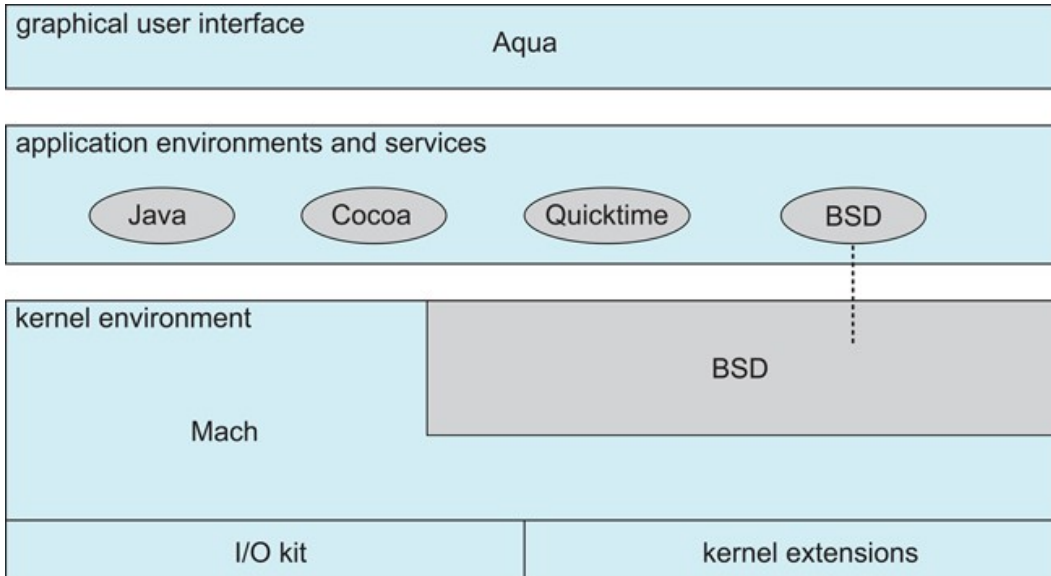 graphical user interface
Aqua
application environments and services
Java Cocoa Quicktime BSD
kernel environment
BSD
Mach
I/O kit kernel extensions